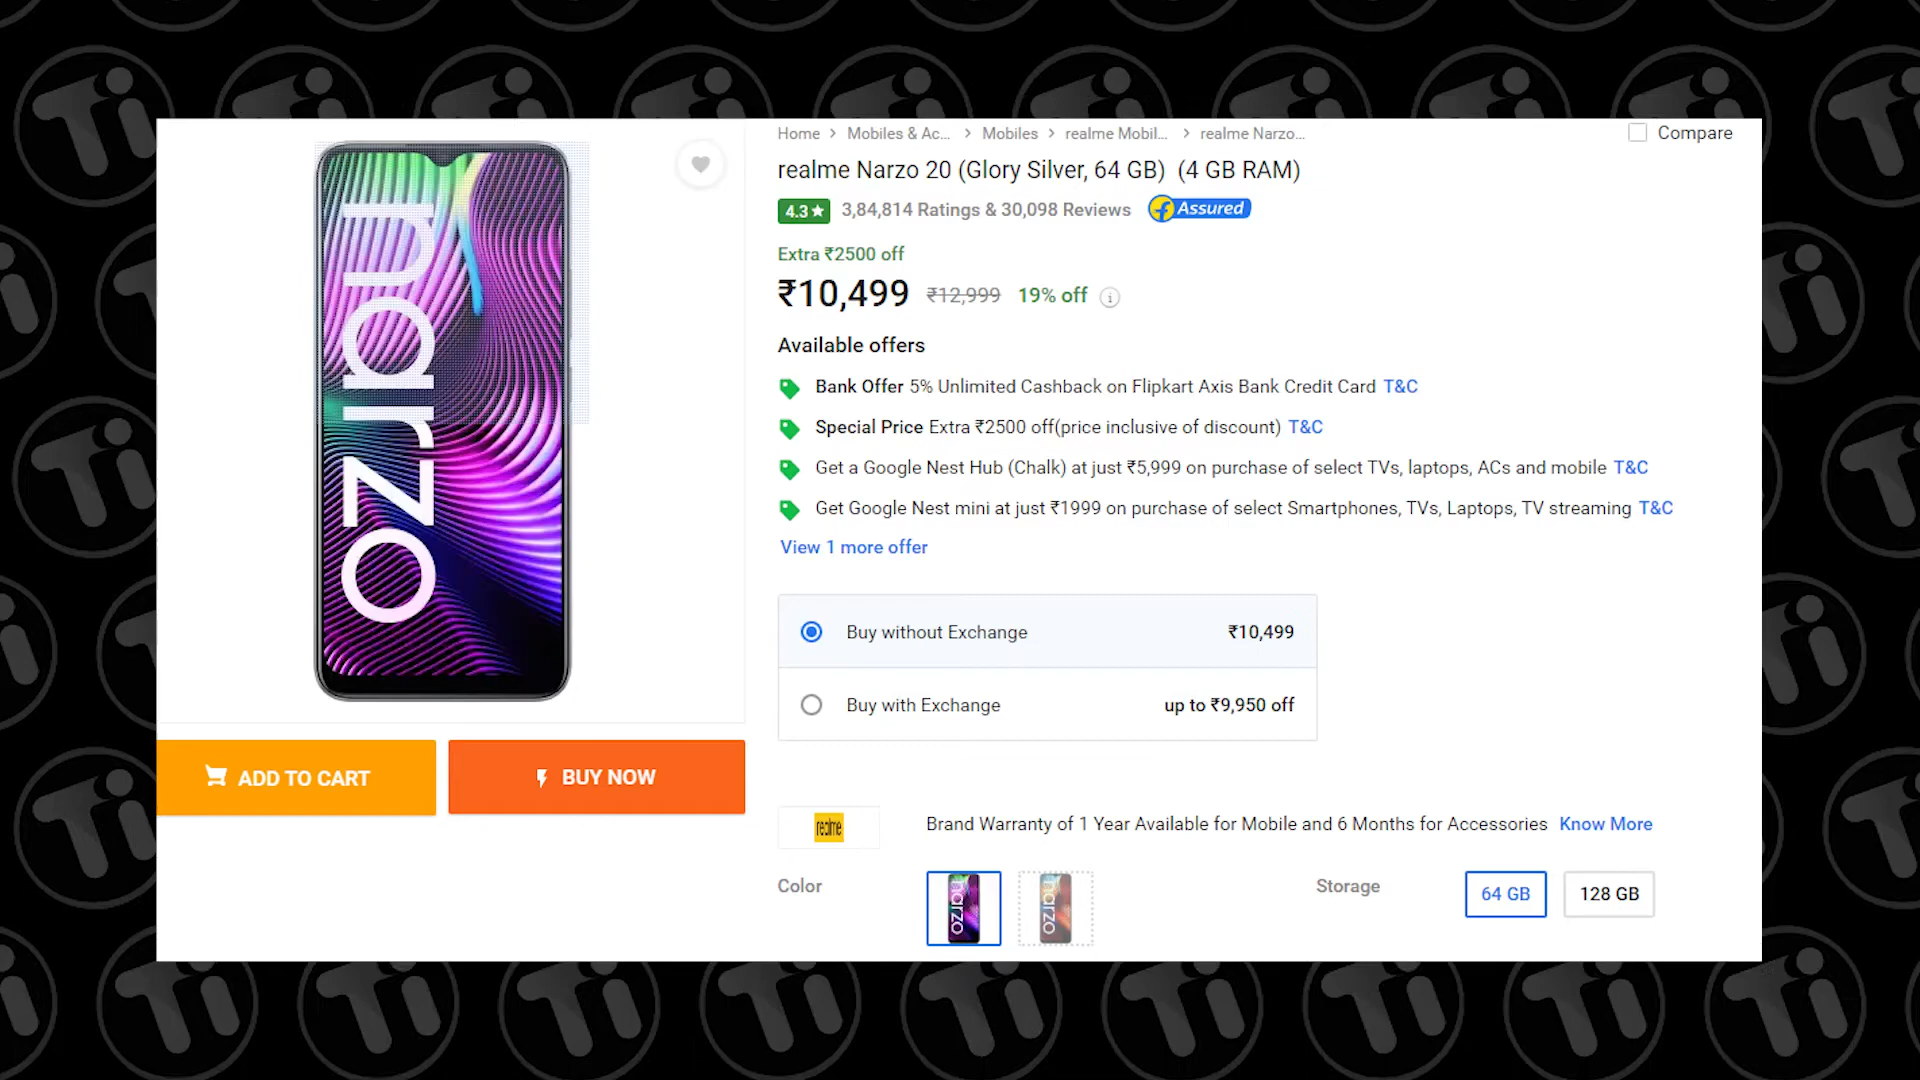 Home > Mobiles & Ac... > Mobiles > realme Mobil... > realme Narzo...
Compare
realme Narzo 20 (Glory Silver, 64 GB) (4 GB RAM)
4.3★ 3,84,814 Ratings & 30,098 Reviews Assured
Extra ₹2500 off
₹10,499 ₹12,999 19% off
Available offers
Bank Offer 5% Unlimited Cashback on Flipkart Axis Bank Credit Card T&C
Special Price Extra ₹2500 off(price inclusive of discount) T&C
Get a Google Nest Hub (Chalk) at just ₹5,999 on purchase of select TVs, laptops, ACs and mobile T&C
Get Google Nest mini at just ₹1999 on purchase of select Smartphones, TVs, Laptops, TV streaming T&C
View 1 more offer
Buy without Exchange ₹10,499
Buy with Exchange up to ₹9,950 off
narzo
ADD TO CART
BUY NOW
realme
Brand Warranty of 1 Year Available for Mobile and 6 Months for Accessories Know More
Color
narzo
narzo
Storage
64 GB
128 GB